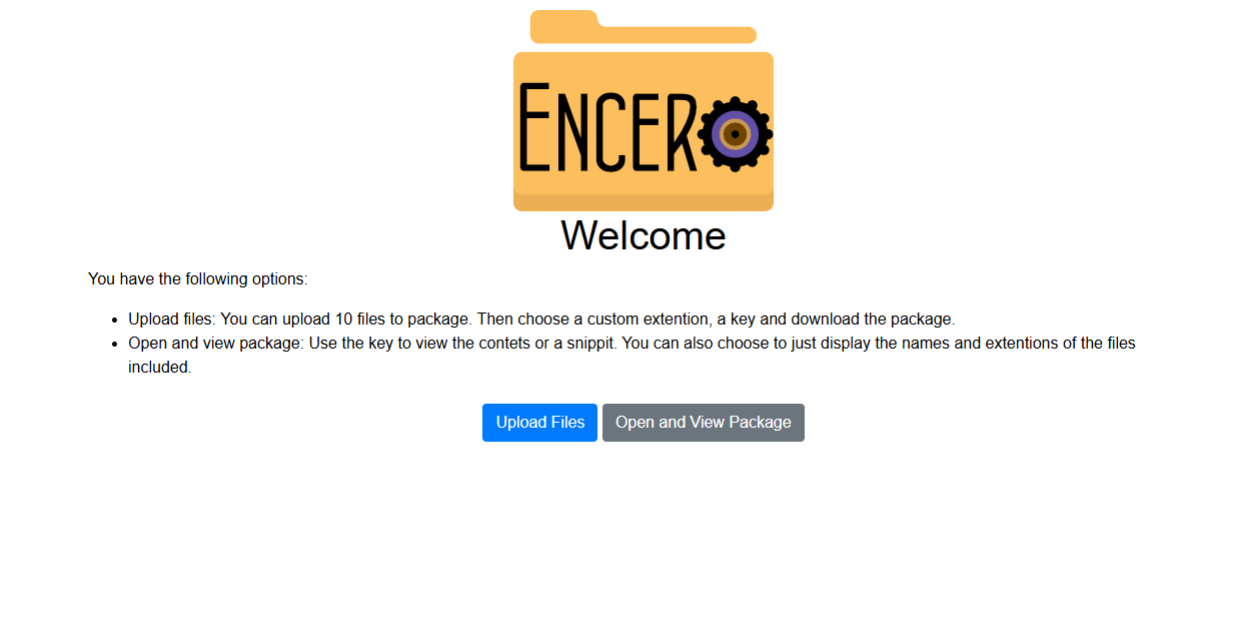 ENCERO
Welcome
You have the following options:
Upload files: You can upload 10 files to package. Then choose a custom extention, a key and download the package.
Open and view package: Use the key to view the contets or a snippit. You can also choose to just display the names and extentions of the files
included.
Upload Files
Open and View Package